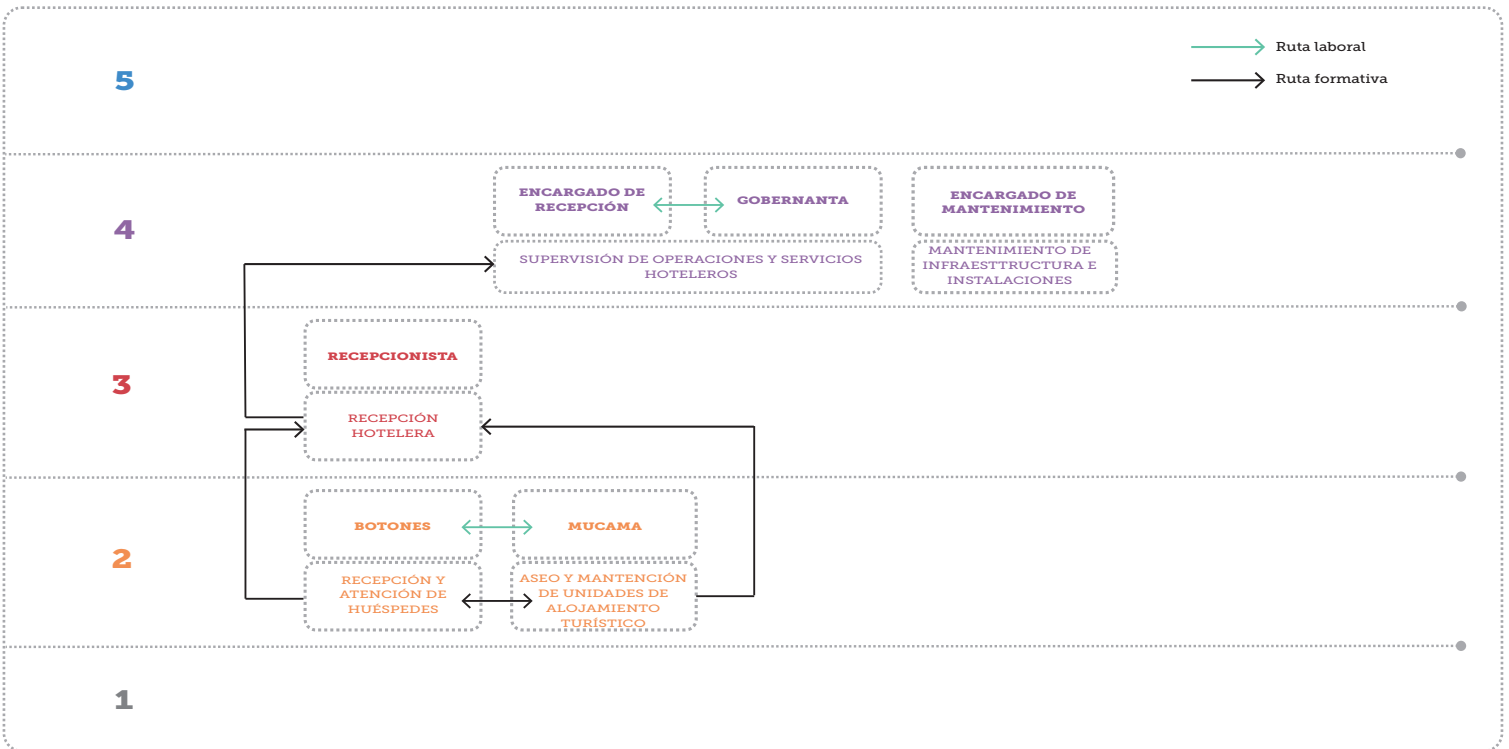 Ruta laboral
Ruta formativa
5
4
ENCARGADO DE
RECEPCIÓN
GOBERNANTA
ENCARGADO DE
MANTENIMIENTO
SUPERVISIÓN DE OPERACIONES Y SERVICIOS
HOTELEROS
MANTENIMIENTO DE
INFRAESTTRUCTURA E
INSTALACIONES
3
RECEPCIONISTA
RECEPCIÓN
HOTELERA
2
BOTONES
MUCAMA
RECEPCIÓN Y
ATENCIÓN DE
HUÉSPEDES
ASEO Y MANTENCIÓN
DE UNIDADES DE
ALOJAMIENTO
TURÍSTICO
1